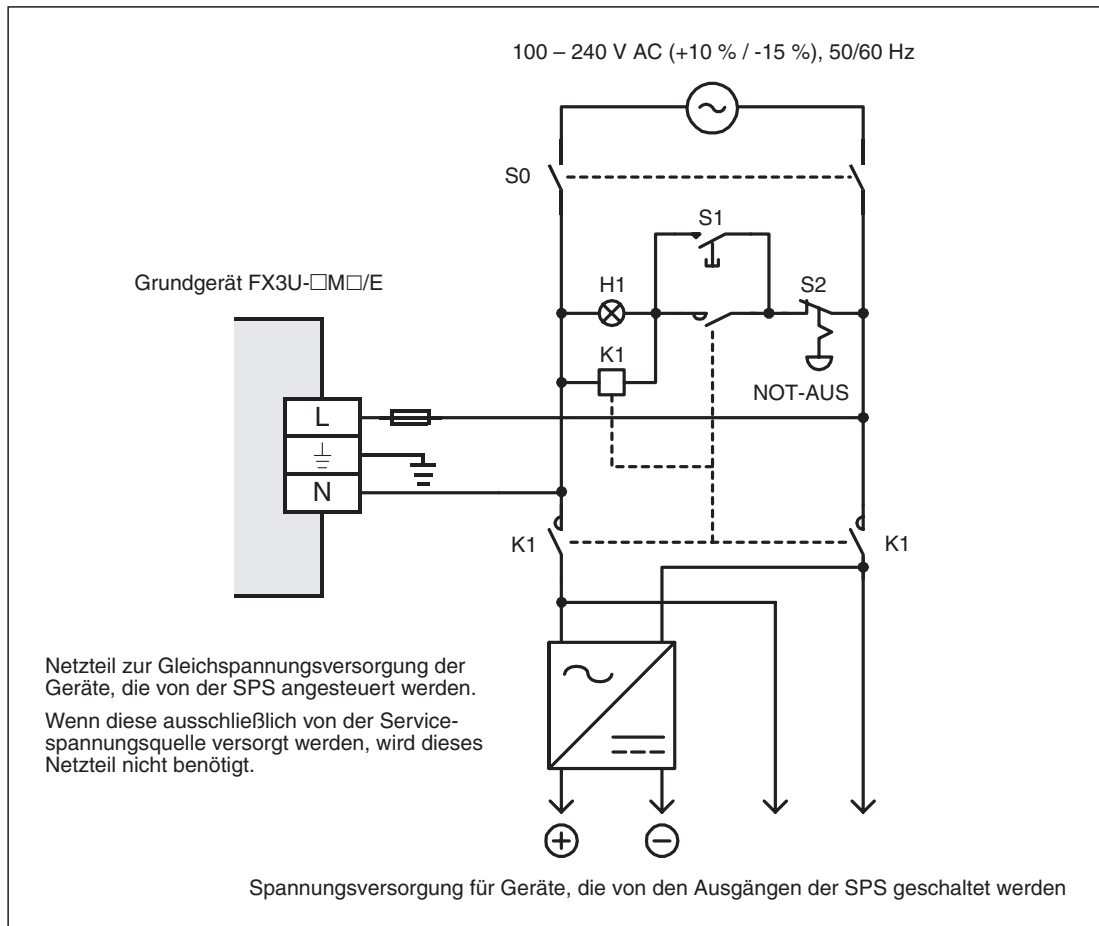 100 – 240 V AC (+10 % / -15 %), 50/60 Hz
S0
S1
Grundgerät FX3U-□M□/E
H1
S2
K1
NOT-AUS
L
N
K1
K1
Netzteil zur Gleichspannungsversorgung der
Geräte, die von der SPS angesteuert werden.
Wenn diese ausschließlich von der Service-
spannungsquelle versorgt werden, wird dieses
Netzteil nicht benötigt.
Spannungsversorgung für Geräte, die von den Ausgängen der SPS geschaltet werden